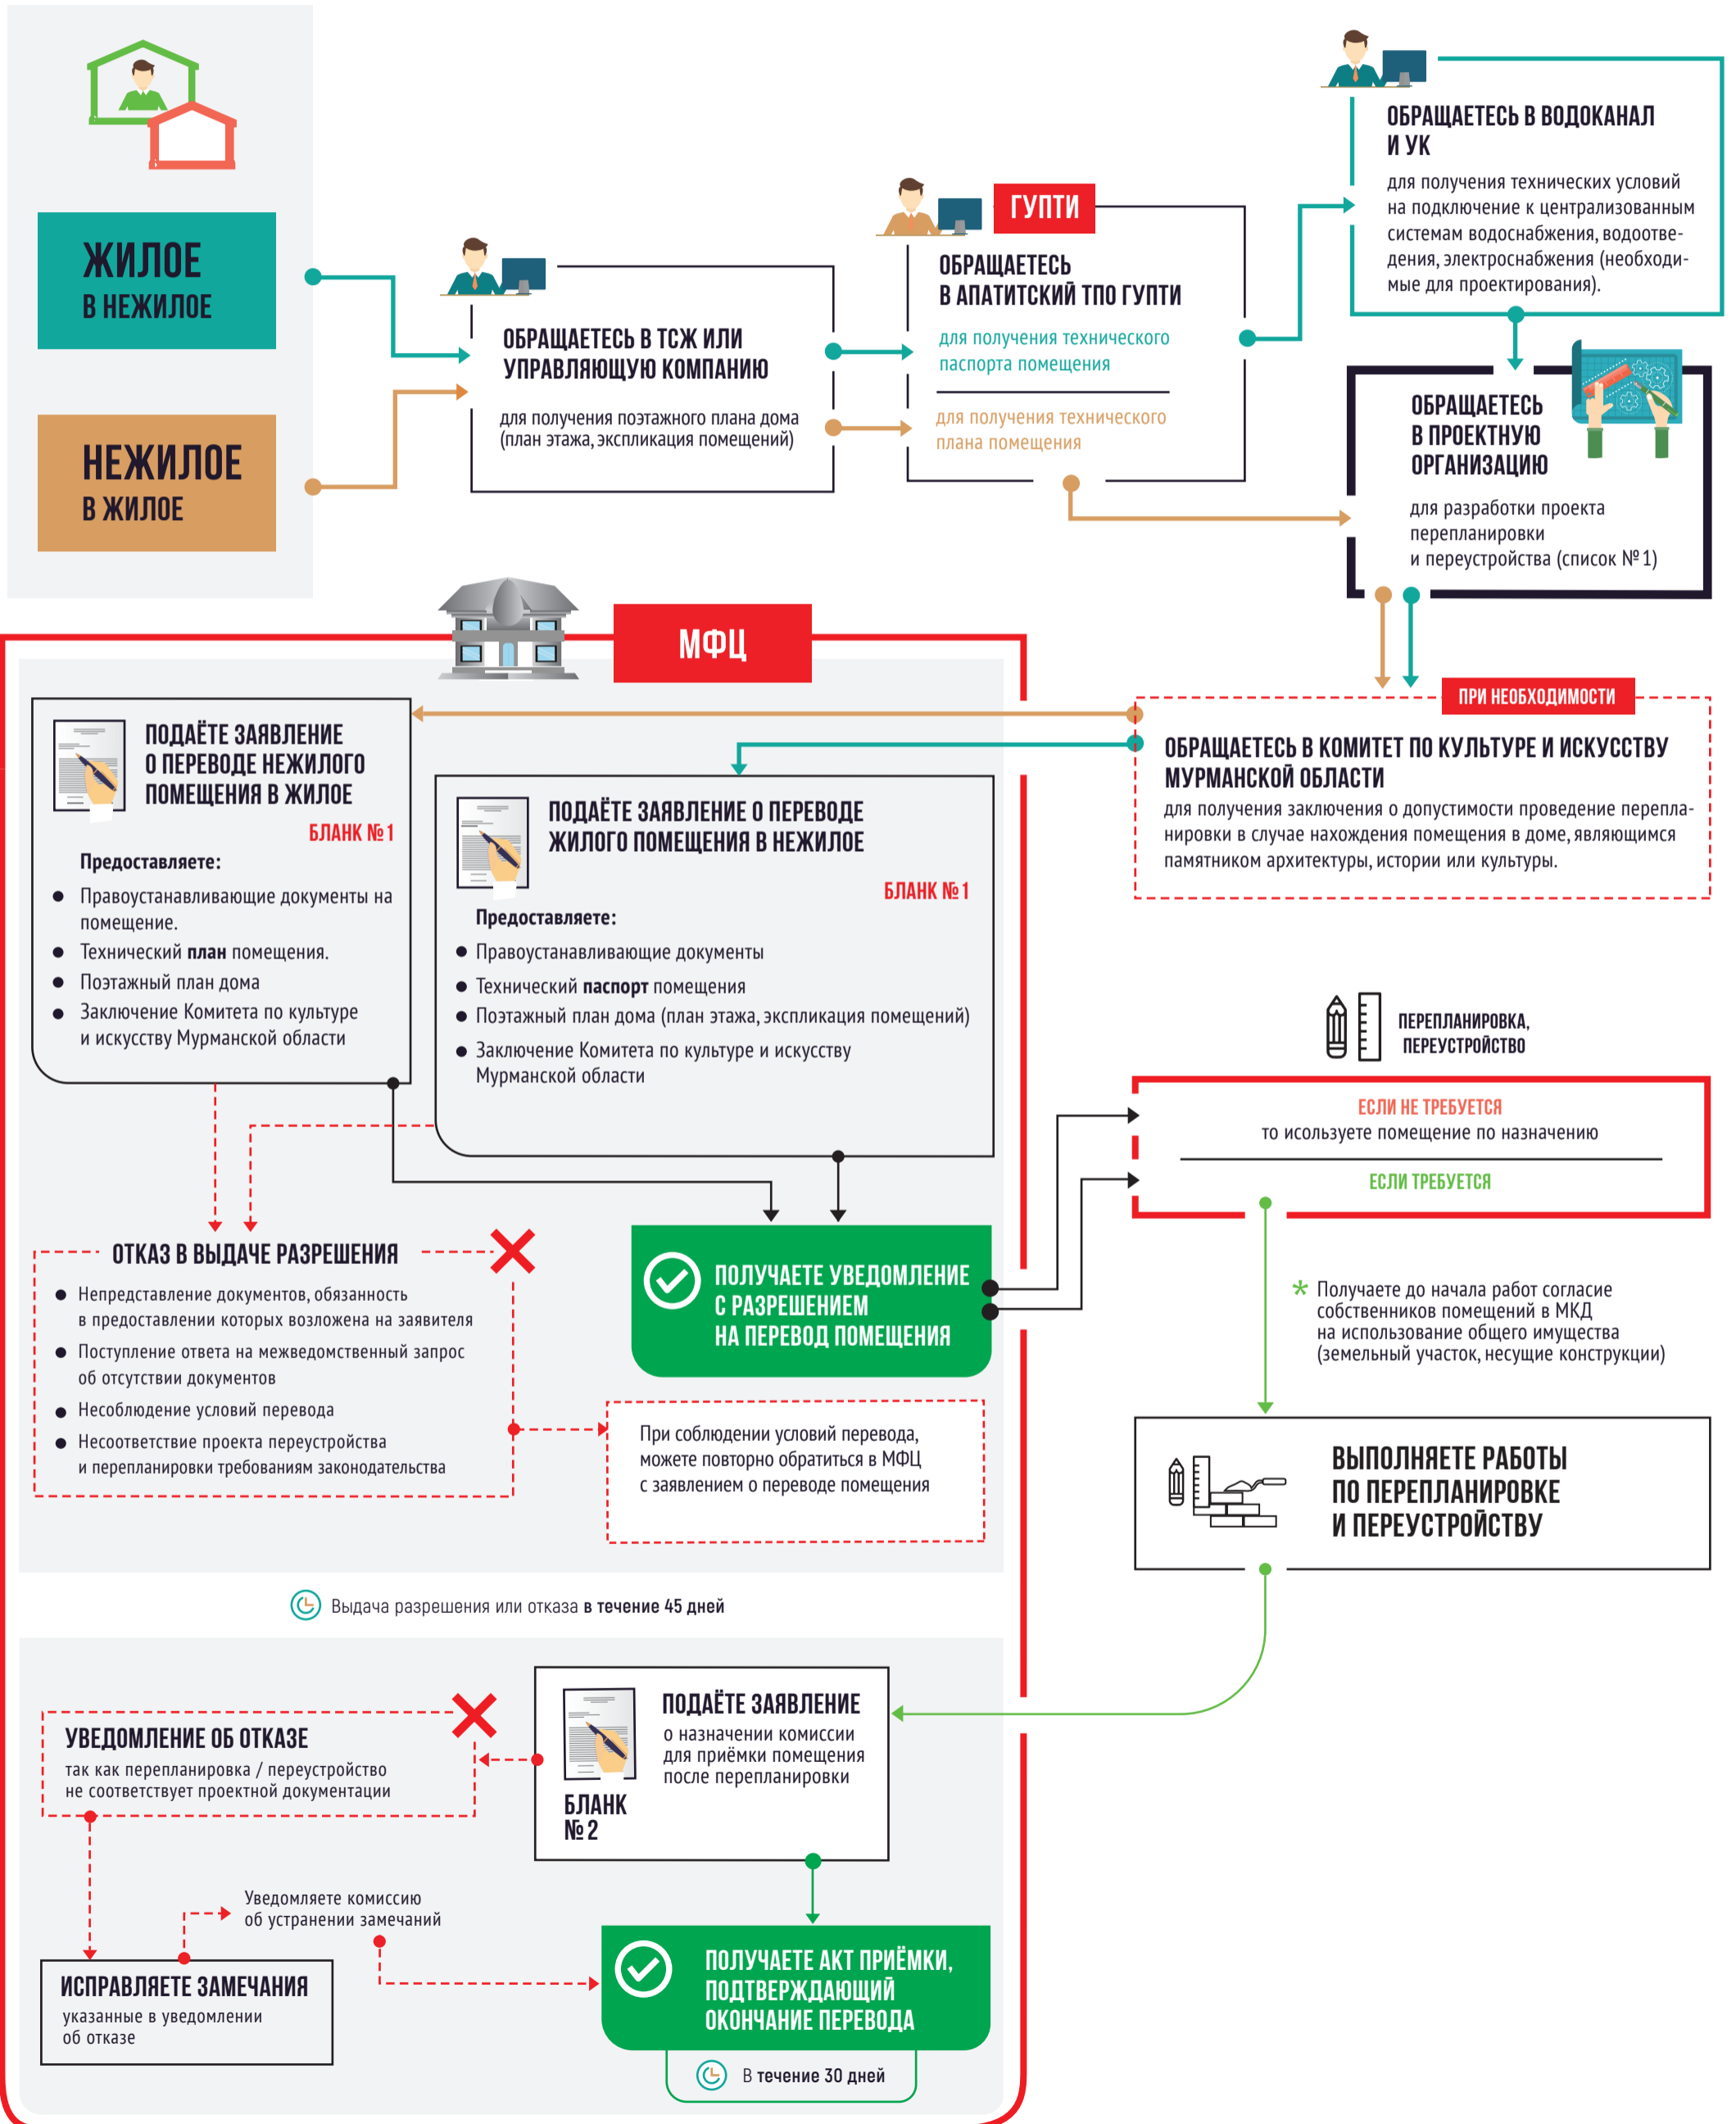 ЖИЛОЕ
В НЕЖИЛОЕ
НЕЖИЛОЕ
В ЖИЛОЕ
ОБРАЩАЕТЕСЬ В ТСЖ ИЛИ
УПРАВЛЯЮЩУЮ КОМПАНИЮ
для получения поэтажного плана дома
(план этажа, экспликация помещений)
ГУПТИ
ОБРАЩАЕТЕСЬ
В АПАТИТСКИЙ ТПО ГУПТИ
для получения технического
паспорта помещения
для получения технического
плана помещения
ОБРАЩАЕТЕСЬ В ВОДОКАНАЛ
И УК
для получения технических условий
на подключение к централизованным
системам водоснабжения, водоотве-
дения, электроснабжения (необходи-
мые для проектирования).
ОБРАЩАЕТЕСЬ
В ПРОЕКТНУЮ
ОРГАНИЗАЦИЮ
для разработки проекта
перепланировки
и переустройства (список № 1)
ПРИ НЕОБХОДИМОСТИ
ОБРАЩАЕТЕСЬ В КОМИТЕТ ПО КУЛЬТУРЕ И ИСКУССТВУ
МУРМАНСКОЙ ОБЛАСТИ
для получения заключения о допустимости проведение перепла-
нировки в случае нахождения помещения в доме, являющимся
памятником архитектуры, истории или культуры.
МФЦ
ПОДАЁТЕ ЗАЯВЛЕНИЕ
О ПЕРЕВОДЕ НЕЖИЛОГО
ПОМЕЩЕНИЯ В ЖИЛОЕ
БЛАНК № 1
Предоставляете:
● Правоустанавливающие документы на
помещение.
● Технический план помещения.
● Поэтажный план дома
● Заключение Комитета по культуре
и искусству Мурманской области
ПОДАЁТЕ ЗАЯВЛЕНИЕ О ПЕРЕВОДЕ
ЖИЛОГО ПОМЕЩЕНИЯ В НЕЖИЛОЕ
БЛАНК № 1
Предоставляете:
● Правоустанавливающие документы
● Технический паспорт помещения
● Поэтажный план дома (план этажа, экспликация помещений)
● Заключение Комитета по культуре и искусству
Мурманской области
ПЕРЕПЛАНИРОВКА,
ПЕРЕУСТРОЙСТВО
ЕСЛИ НЕ ТРЕБУЕТСЯ
то исользуете помещение по назначению
ЕСЛИ ТРЕБУЕТСЯ
ОТКАЗ В ВЫДАЧЕ РАЗРЕШЕНИЯ
● Непредставление документов, обязанность
в предоставлении которых возложена на заявителя
● Поступление ответа на межведомственный запрос
об отсутствии документов
● Несоблюдение условий перевода
● Несоответствие проекта переустройства
и перепланировки требованиям законодательства
ПОЛУЧАЕТЕ УВЕДОМЛЕНИЕ
С РАЗРЕШЕНИЕМ
НА ПЕРЕВОД ПОМЕЩЕНИЯ
При соблюдении условий перевода,
можете повторно обратиться в МФЦ
с заявлением о переводе помещения
* Получаете до начала работ согласие
собственников помещений в МКД
на использование общего имущества
(земельный участок, несущие конструкции)
ВЫПОЛНЯЕТЕ РАБОТЫ
ПО ПЕРЕПЛАНИРОВКЕ
И ПЕРЕУСТРОЙСТВУ
Выдача разрешения или отказа в течение 45 дней
ПОДАЁТЕ ЗАЯВЛЕНИЕ
о назначении комиссии
для приёмки помещения
после перепланировки
БЛАНК
№ 2
УВЕДОМЛЕНИЕ ОБ ОТКАЗЕ
так как перепланировка / переустройство
не соответствует проектной документации
Уведомляете комиссию
об устранении замечаний
ИСПРАВЛЯЕТЕ ЗАМЕЧАНИЯ
указанные в уведомлении
об отказе
ПОЛУЧАЕТЕ АКТ ПРИЁМКИ,
ПОДТВЕРЖДАЮЩИЙ
ОКОНЧАНИЕ ПЕРЕВОДА
В течение 30 дней